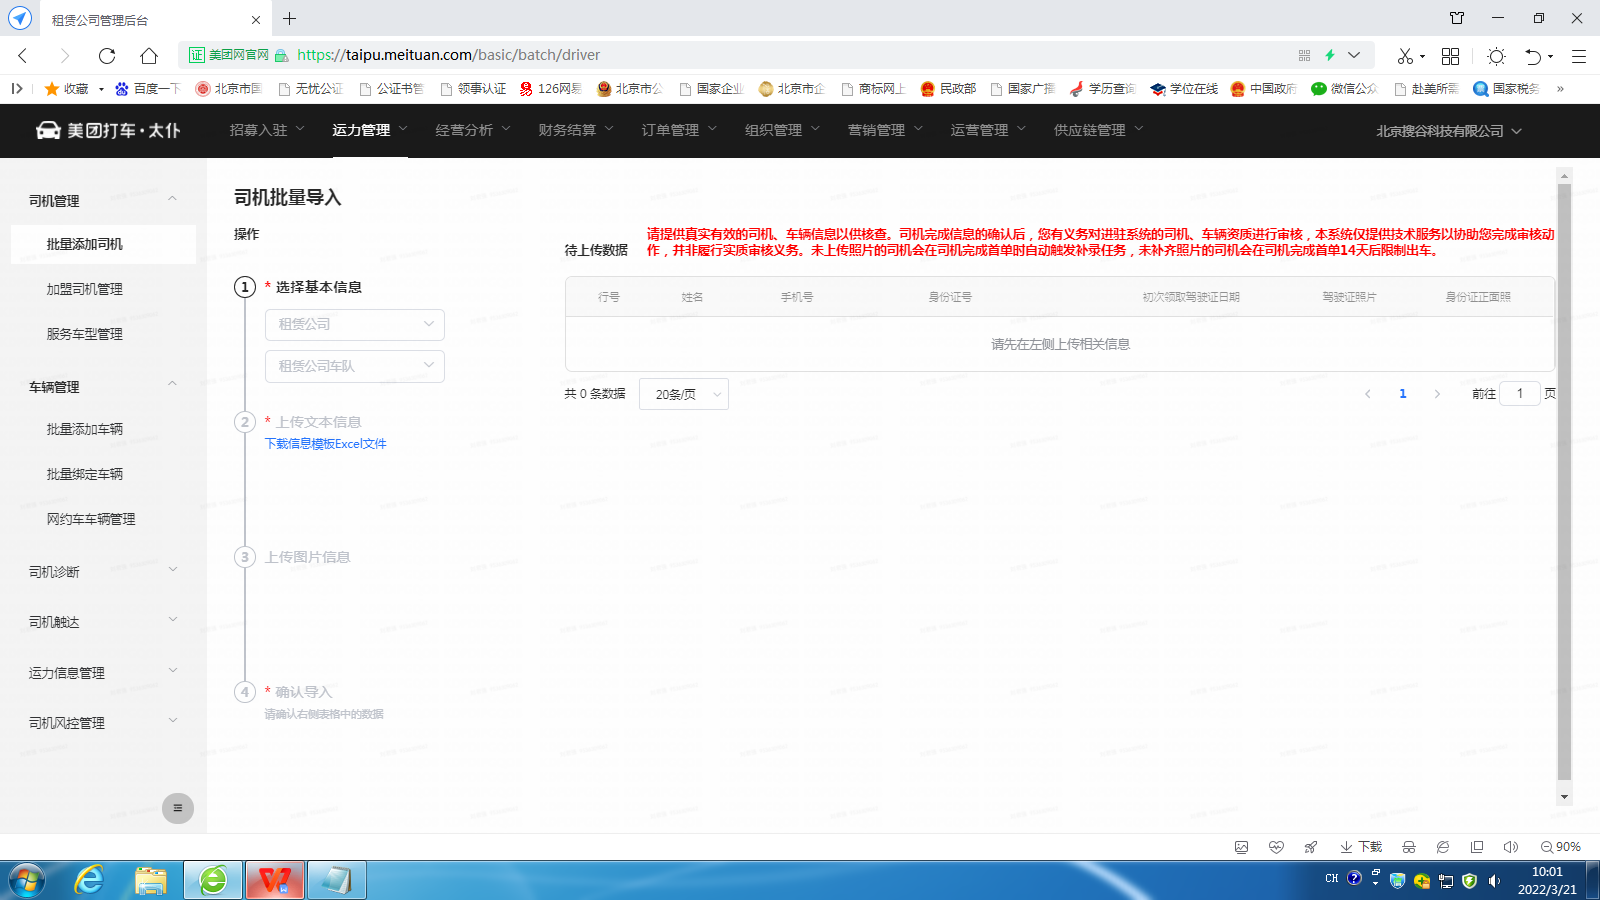 租赁公司管理后台
证 美团网官网 https://taipu.meituan.com/basic/batch/driver
收藏 百度一下 北京市国 无忧公证 公证书管 领事认证 126网易 北京市公 国家企业 北京市企 商标网上 民政部 国家广播 学历查询 学位在线 中国政府 微信公众 赴美所需 国家税务 »
美团打车·太仆 招募入驻 运力管理 经营分析 财务结算 订单管理 组织管理 营销管理 运营管理 供应链管理 北京搜谷科技有限公司
司机管理
批量添加司机
加盟司机管理
服务车型管理
车辆管理
批量添加车辆
批量绑定车辆
网约车车辆管理
司机诊断
司机触达
运力信息管理
司机风控管理
司机批量导入
操作
1 * 选择基本信息
租赁公司
租赁公司车队
2 * 上传文本信息
下载信息模板Excel文件
3 上传图片信息
4 * 确认导入
请确认右侧表格中的数据
待上传数据
请提供真实有效的司机、车辆信息以供核查。司机完成信息的确认后，您有义务对进驻系统的司机、车辆资质进行审核，本系统仅提供技术服务以协助您完成审核动
作，并非履行实质审核义务。未上传照片的司机会在司机完成首单时自动触发补录任务，未补齐照片的司机会在司机完成首单14天后限制出车。
行号 姓名 手机号 身份证号 初次领取驾驶证日期 驾驶证照片 身份证正面照
请先在左侧上传相关信息
共 0 条数据 20条/页 1 前往 1 页
下载 90%
CH 10:01
2022/3/21